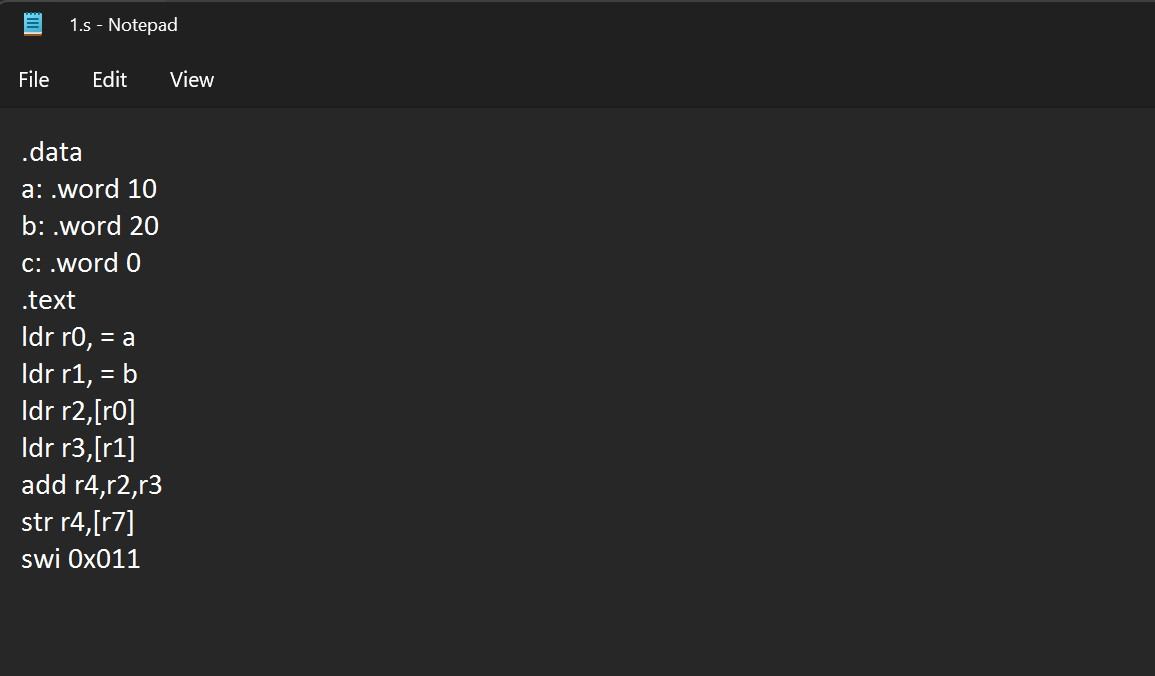 1.s - Notepad
File Edit View
.data
a: .word 10
b: .word 20
c: .word 0
.text
ldr r0, = a
ldr r1, = b
ldr r2,[r0]
ldr r3,[r1]
add r4,r2,r3
str r4,[r7]
swi 0x011